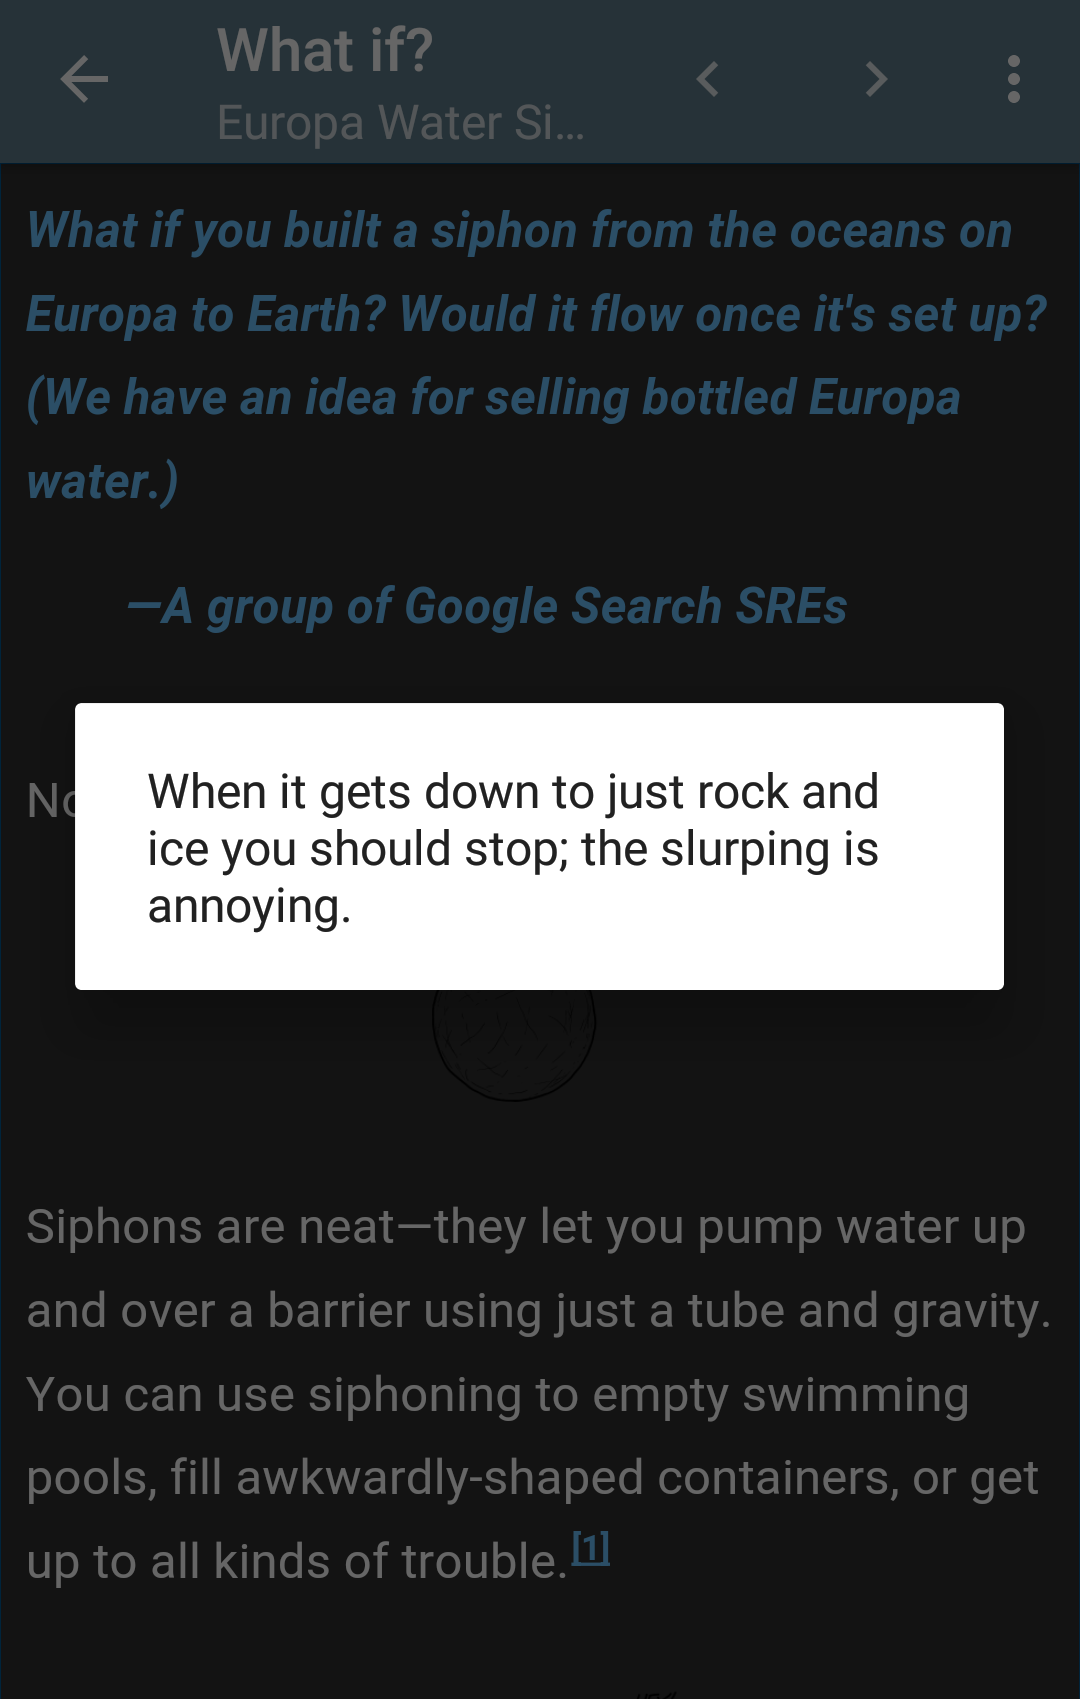 What if?
Europa Water Si...
What if you built a siphon from the oceans on
Europa to Earth? Would it flow once it's set up?
(We have an idea for selling bottled Europa
water.)
—A group of Google Search SREs
When it gets down to just rock and
ice you should stop; the slurping is
annoying.
Siphons are neat—they let you pump water up
and over a barrier using just a tube and gravity.
You can use siphoning to empty swimming
pools, fill awkwardly-shaped containers, or get
up to all kinds of trouble.[1]